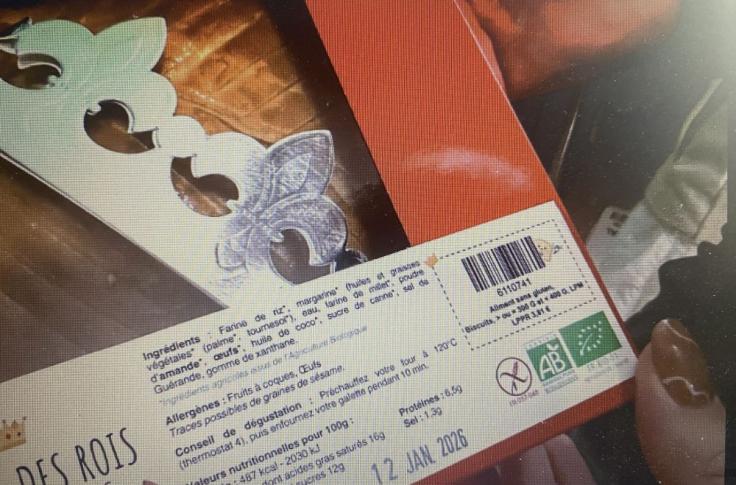 Ingrédients : Farine de riz*, margarine* (huiles et graisses
végétales* (palme* tournesol*), eau, farine de millet*, poudre
d'amande*, œufs*, huile de coco*, sucre de canne*, sel de
Guérande, gomme de xanthane.
*Ingrédients agricoles issus de l'Agriculture Biologique
Allergènes : Fruits à coques, Œufs
Traces possibles de graines de sésame.
Conseil de dégustation : Préchauffez votre four à 120°C
(thermostat 4), puis enfournez votre galette pendant 10 min.
Valeurs nutritionnelles pour 100g :
: 487 kcal - 2030 kJ
dont acides gras saturés 16g
sucres 12g
Protéines : 6,5g
Sel : 1,3g
12 JAN 2026
6110741
Aliment sans gluten,
Biscuits, > ou = 300 G et < 400 G, LPM
LPPR 3,81 €
AB
DES ROIS